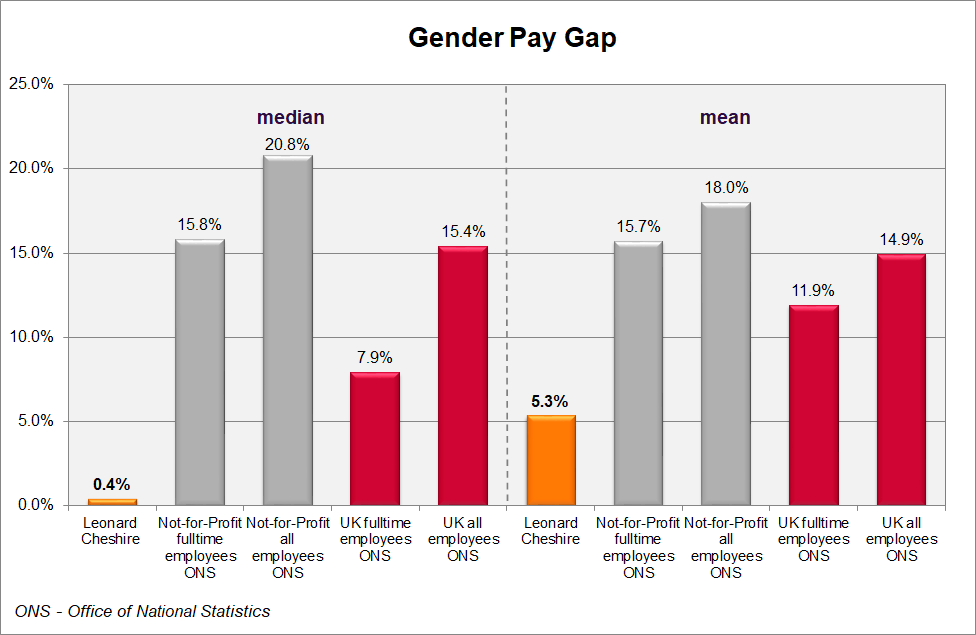 Gender Pay Gap
25.0%
20.0%
15.0%
10.0%
5.0%
0.0%
median
mean
0.4%
15.8%
20.8%
7.9%
15.4%
5.3%
15.7%
18.0%
11.9%
14.9%
Leonard
Cheshire
Not-for-Profit
fulltime
employees
ONS
Not-for-Profit
all
employees
ONS
UK fulltime
employees
ONS
UK all
employees
ONS
Leonard
Cheshire
Not-for-Profit
fulltime
employees
ONS
Not-for-Profit
all
employees
ONS
UK fulltime
employees
ONS
UK all
employees
ONS
ONS - Office of National Statistics